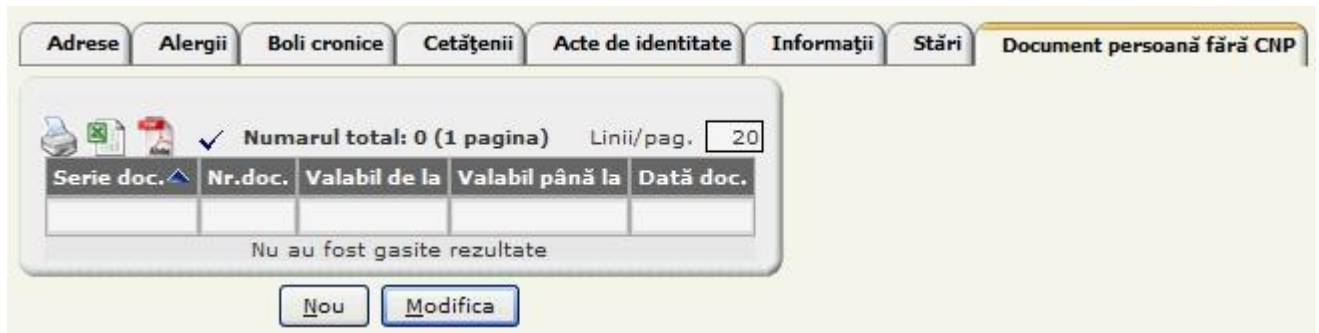 Adrese Alergii Boli cronice Cetăţenii Acte de identitate Informaţii Stări Document persoană fără CNP
Numarul total: 0 (1 pagina) Linii/pag. 20
Serie doc. Nr.doc. Valabil de la Valabil până la Dată doc.
Nu au fost gasite rezultate
Nou Modifica